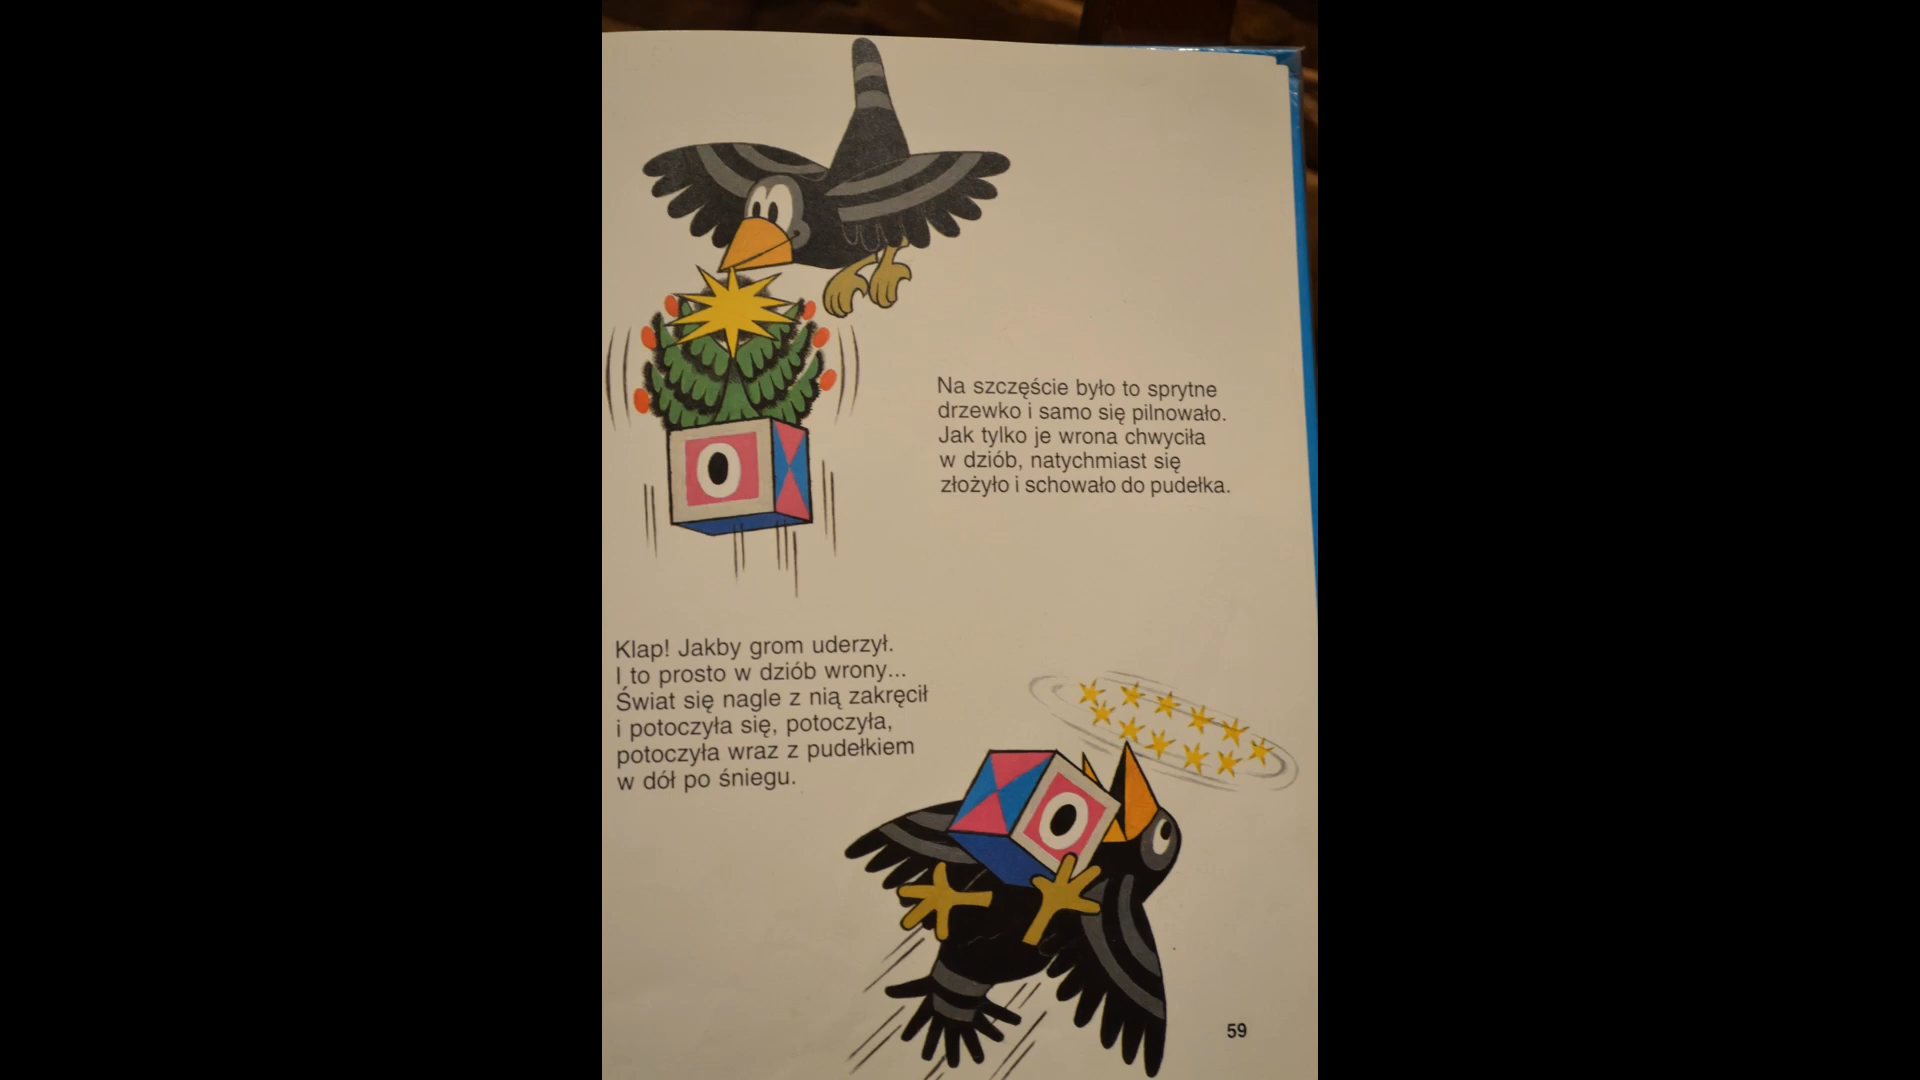 Na szczęście było to sprytne
drzewko i samo się pilnowało.
Jak tylko je wrona chwyciła
w dziób, natychmiast się
złożyło i schowało do pudełka.
Klap! Jakby grom uderzył.
I to prosto w dziób wrony...
Świat się nagle z nią zakręcił
i potoczyła się, potoczyła,
potoczyła wraz z pudełkiem
w dół po śniegu.
59